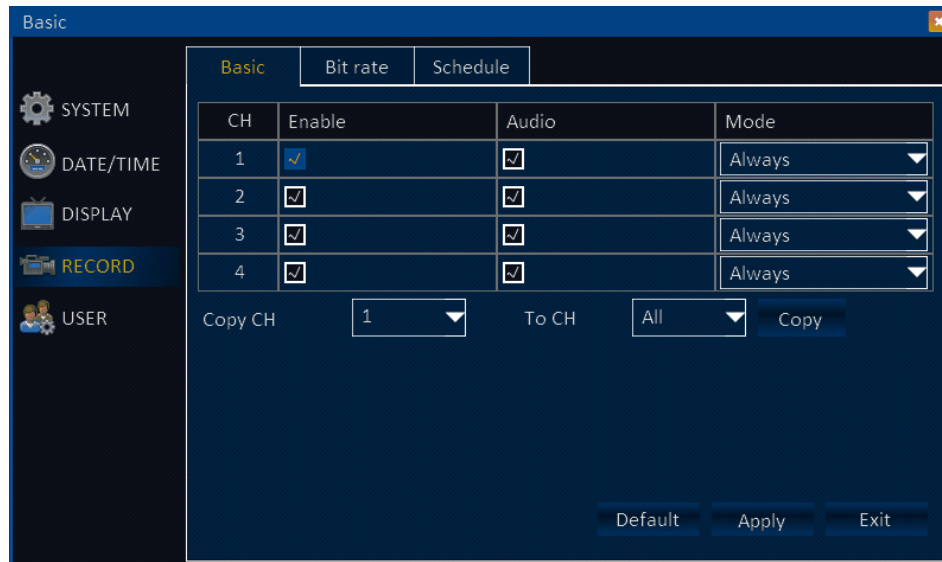 Basic
Basic Bit rate Schedule
SYSTEM
DATE/TIME
DISPLAY
RECORD
USER
CH Enable Audio Mode
1 Always
2 Always
3 Always
4 Always
Copy CH 1 To CH All Copy
Default Apply Exit